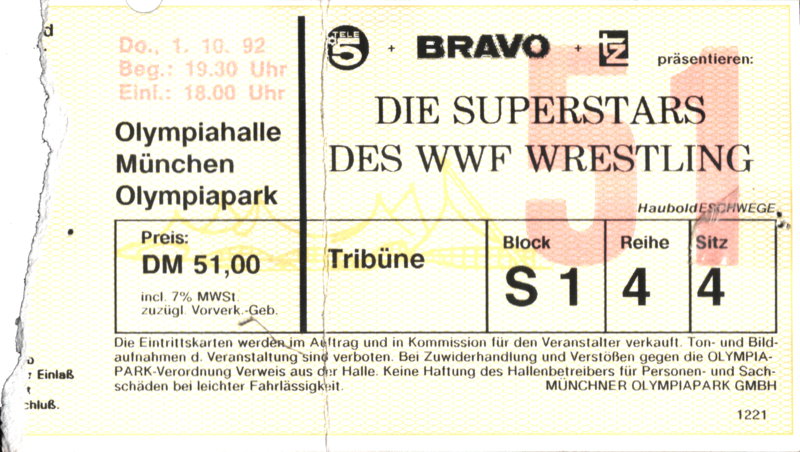 d
Do., 1. 10. 92
Beg.: 19.30 Uhr
Einl.: 18.00 Uhr
Olympiahalle
München
Olympiapark
TELE 5 + BRAVO + tz präsentieren:
DIE SUPERSTARS
DES WWF WRESTLING
51
Haubold ESCHWEGE
Preis:
DM 51,00
incl. 7% MWSt.
zuzügl. Vorverk.-Geb.
Tribüne
Block
S 1
Reihe
4
Sitz
4
Die Eintrittskarten werden im Auftrag und in Kommission für den Veranstalter verkauft. Ton- und Bild-
aufnahmen d. Veranstaltung sind verboten. Bei Zuwiderhandlung und Verstößen gegen die OLYMPIA-
PARK-Verordnung Verweis aus der Halle. Keine Haftung des Hallenbetreibers für Personen- und Sach-
schäden bei leichter Fahrlässigkeit.
MÜNCHNER OLYMPIAPARK GMBH
Einlaß
t
chluß.
1221